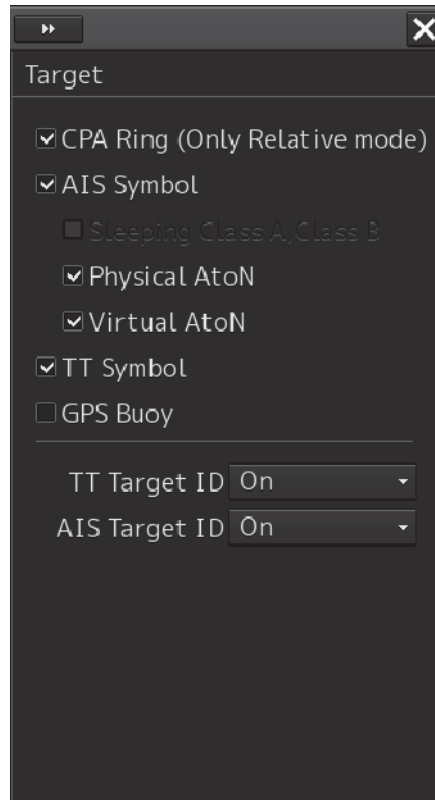 Target
CPA Ring (Only Relative mode)
AIS Symbol
Sleeping Class A,Class B
Physical AtoN
Virtual AtoN
TT Symbol
GPS Buoy
TT Target ID On
AIS Target ID On